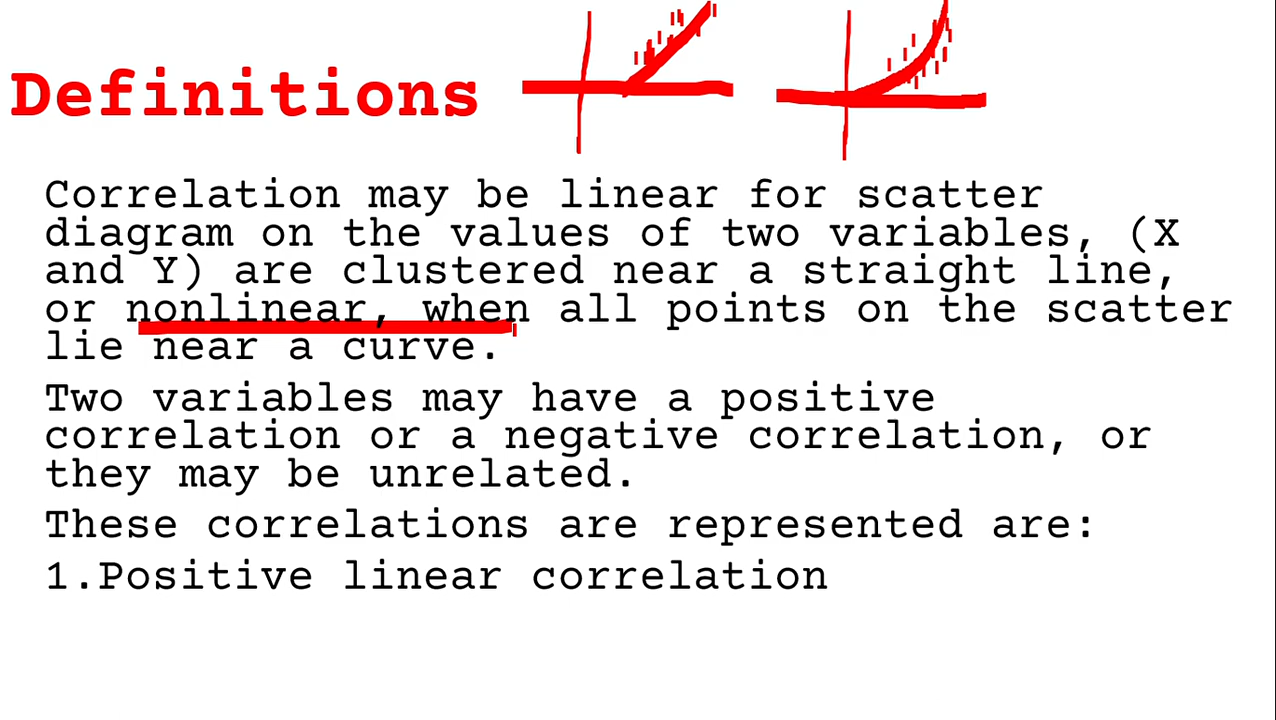 Definitions
Correlation may be linear for scatter
diagram on the values of two variables, (X
and Y) are clustered near a straight line,
or nonlinear, when all points on the scatter
lie near a curve.
Two variables may have a positive
correlation or a negative correlation, or
they may be unrelated.
These correlations are represented are:
1.Positive linear correlation